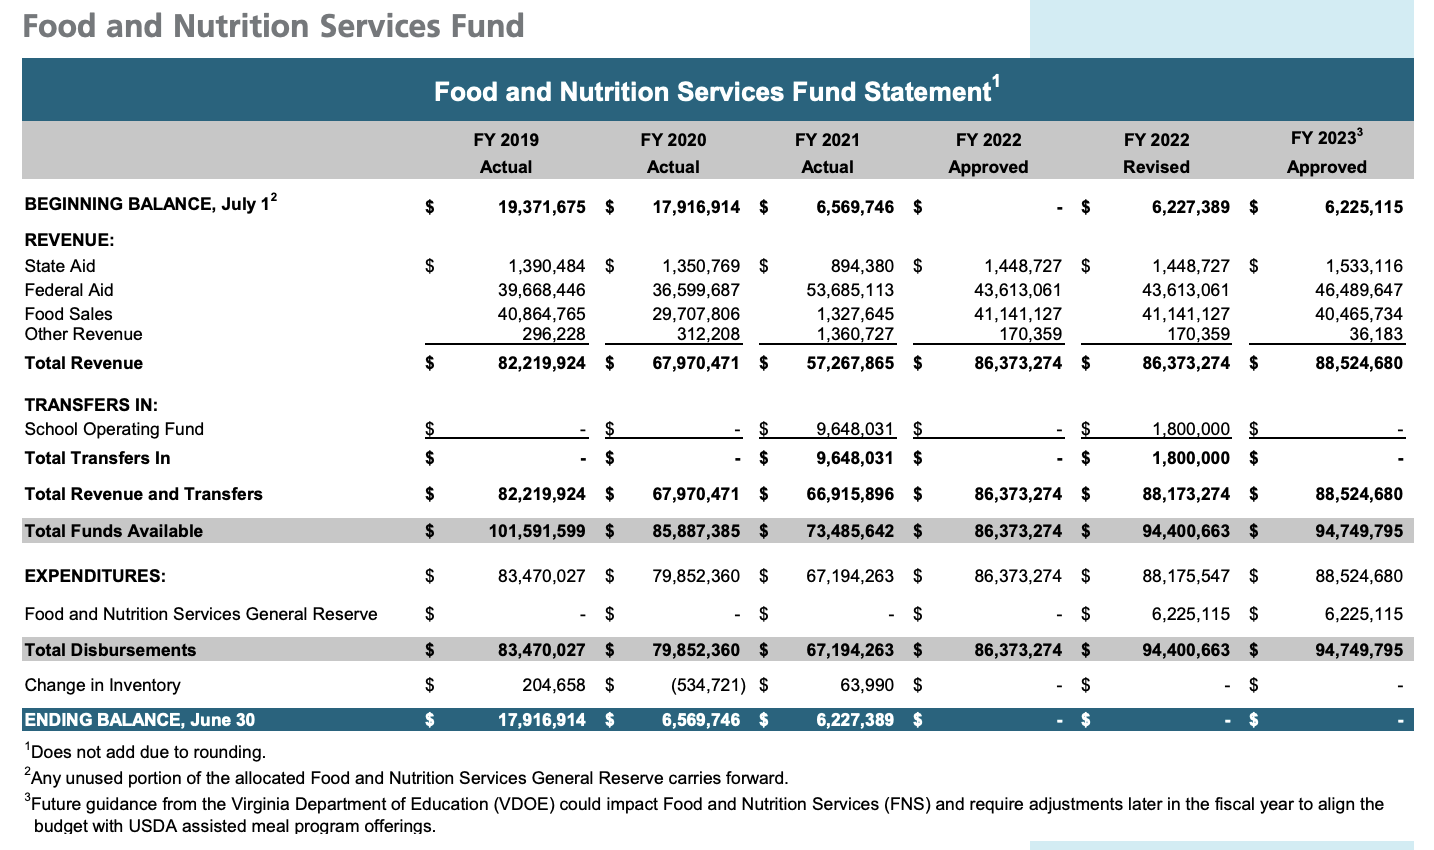 Food and Nutrition Services Fund
Food and Nutrition Services Fund Statement¹
FY 2019 FY 2020 FY 2021 FY 2022 FY 2022 FY 2023³
Actual Actual Actual Approved Revised Approved
BEGINNING BALANCE, July 1² $ 19,371,675 $ 17,916,914 $ 6,569,746 $ - $ 6,227,389 $ 6,225,115
REVENUE:
State Aid $ 1,390,484 $ 1,350,769 $ 894,380 $ 1,448,727 $ 1,448,727 $ 1,533,116
Federal Aid 39,668,446 36,599,687 53,685,113 43,613,061 43,613,061 46,489,647
Food Sales 40,864,765 29,707,806 1,327,645 41,141,127 41,141,127 40,465,734
Other Revenue 296,228 312,208 1,360,727 170,359 170,359 36,183
Total Revenue $ 82,219,924 $ 67,970,471 $ 57,267,865 $ 86,373,274 $ 86,373,274 $ 88,524,680
TRANSFERS IN:
School Operating Fund $ - $ - $ 9,648,031 $ - $ 1,800,000 $ -
Total Transfers In $ - $ - $ 9,648,031 $ - $ 1,800,000 $ -
Total Revenue and Transfers $ 82,219,924 $ 67,970,471 $ 66,915,896 $ 86,373,274 $ 88,173,274 $ 88,524,680
Total Funds Available $ 101,591,599 $ 85,887,385 $ 73,485,642 $ 86,373,274 $ 94,400,663 $ 94,749,795
EXPENDITURES: $ 83,470,027 $ 79,852,360 $ 67,194,263 $ 86,373,274 $ 88,175,547 $ 88,524,680
Food and Nutrition Services General Reserve $ - $ - $ - $ - $ 6,225,115 $ 6,225,115
Total Disbursements $ 83,470,027 $ 79,852,360 $ 67,194,263 $ 86,373,274 $ 94,400,663 $ 94,749,795
Change in Inventory $ 204,658 $ (534,721) $ 63,990 $ - $ - $ -
ENDING BALANCE, June 30 $ 17,916,914 $ 6,569,746 $ 6,227,389 $ - $ - $ -
¹Does not add due to rounding.
²Any unused portion of the allocated Food and Nutrition Services General Reserve carries forward.
³Future guidance from the Virginia Department of Education (VDOE) could impact Food and Nutrition Services (FNS) and require adjustments later in the fiscal year to align the
budget with USDA assisted meal program offerings.